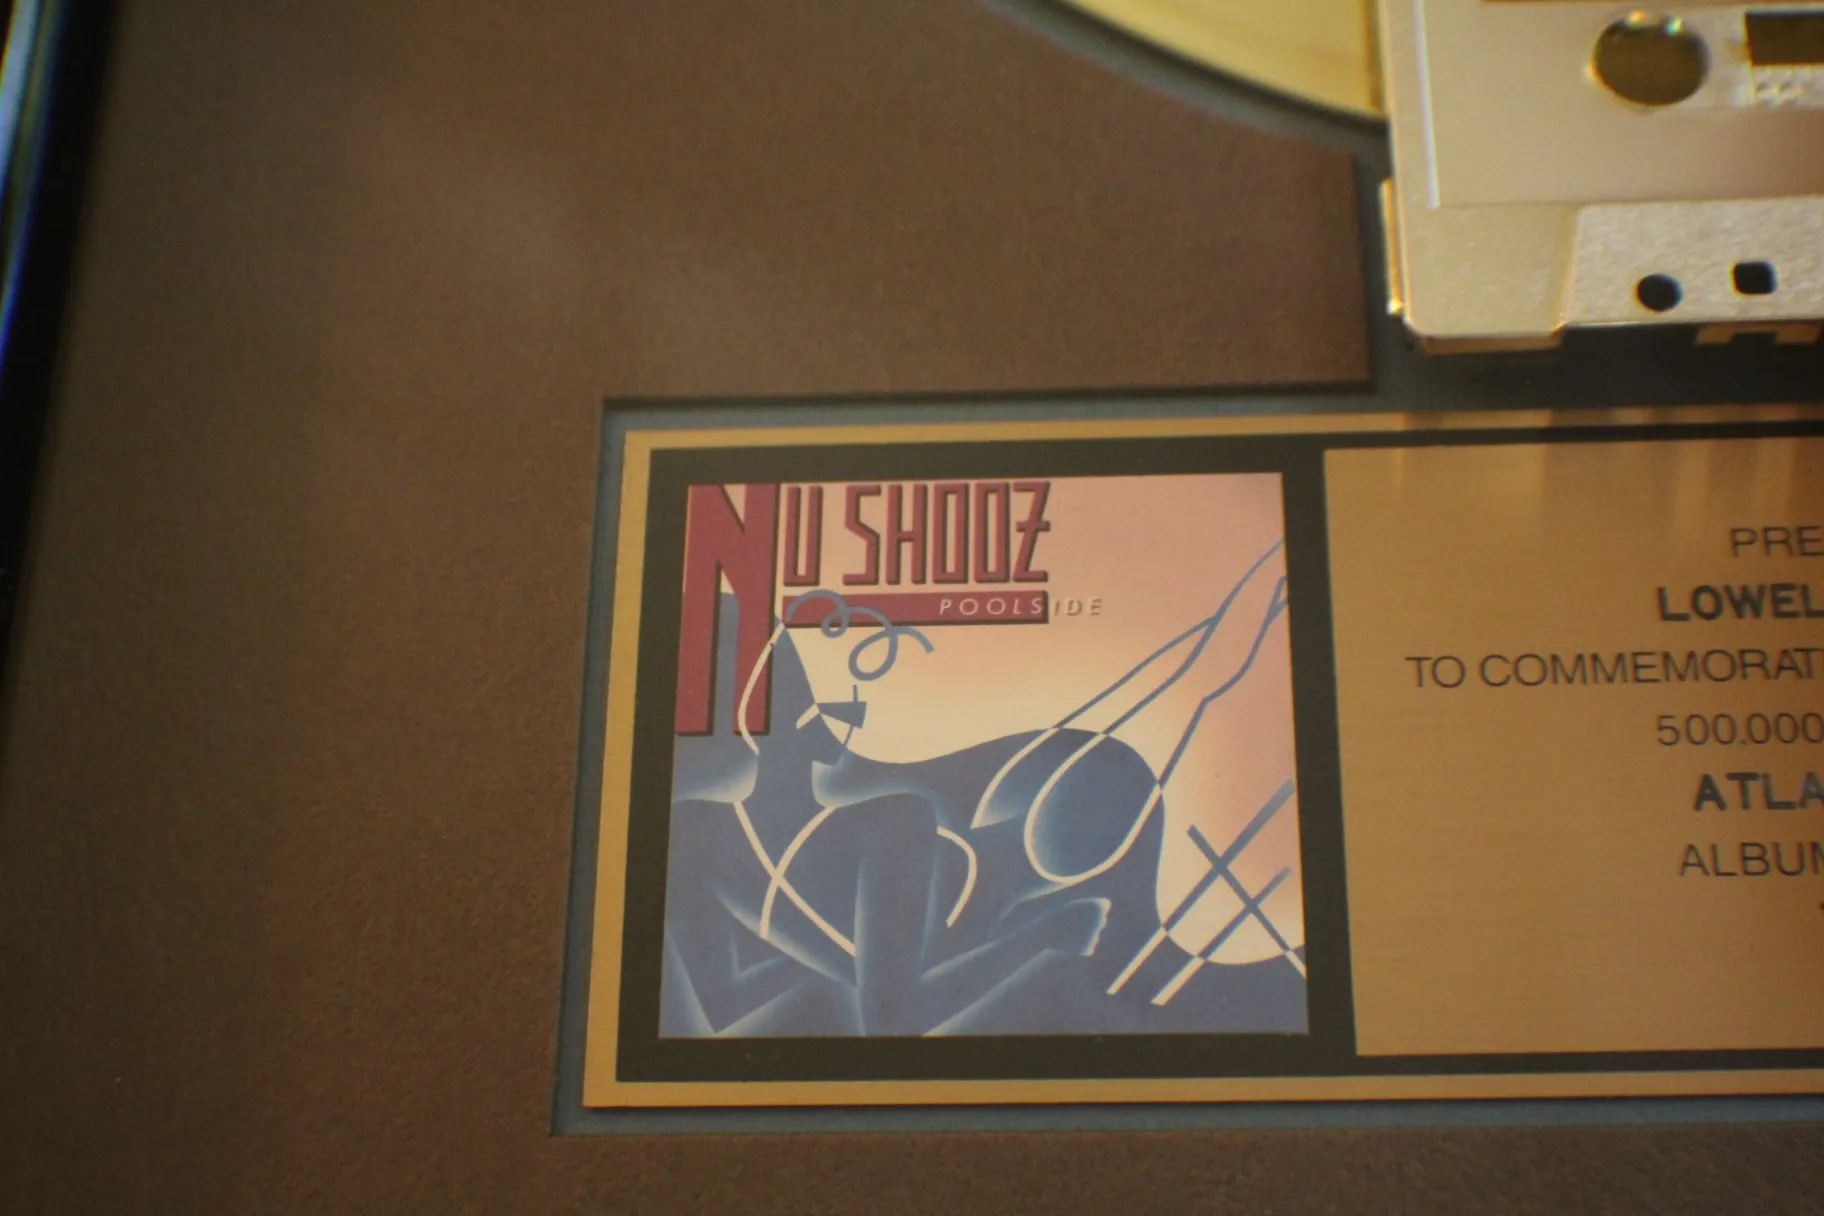 NU SHOOZ
POOLSIDE
PRE
LOWEL
TO COMMEMORAT
500,000
ATLA
ALBUM